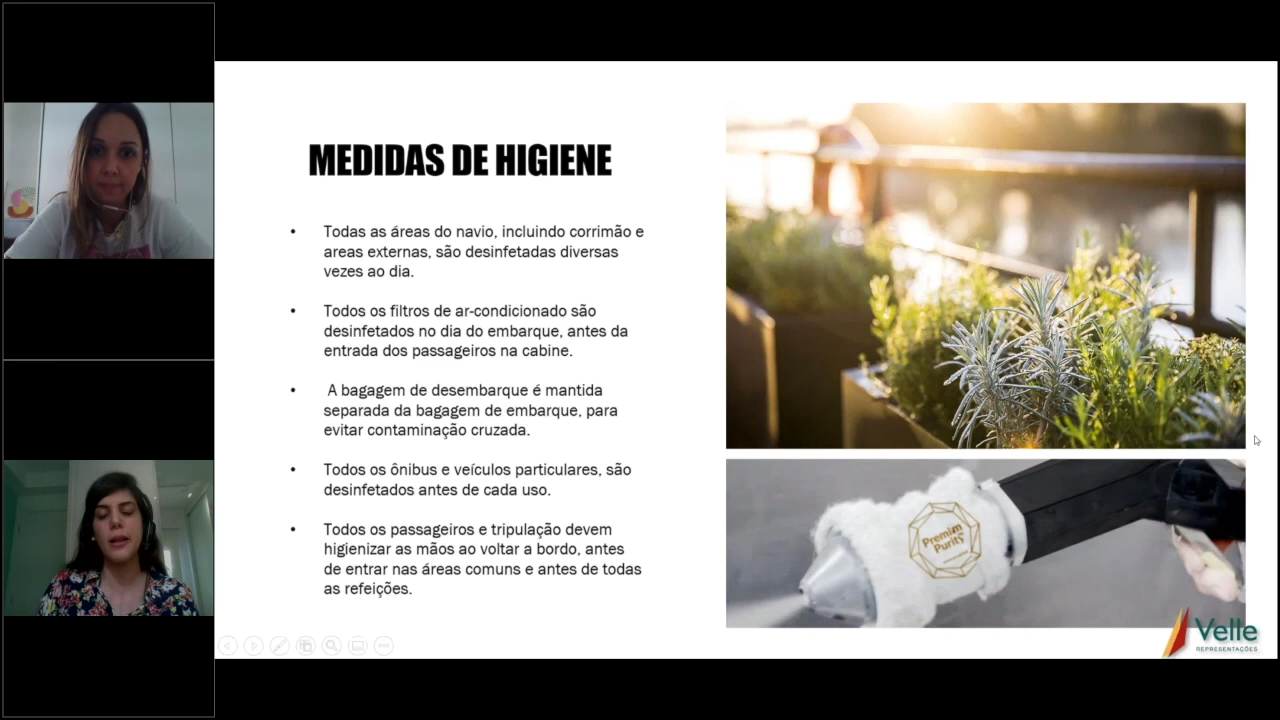 MEDIDAS DE HIGIENE
• Todas as áreas do navio, incluindo corrimão e
areas externas, são desinfetadas diversas
vezes ao dia.
• Todos os filtros de ar-condicionado são
desinfetados no dia do embarque, antes da
entrada dos passageiros na cabine.
• A bagagem de desembarque é mantida
separada da bagagem de embarque, para
evitar contaminação cruzada.
• Todos os ônibus e veículos particulares, são
desinfetados antes de cada uso.
• Todos os passageiros e tripulação devem
higienizar as mãos ao voltar a bordo, antes
de entrar nas áreas comuns e antes de todas
as refeições.
Premium
Purity
Velle
REPRESENTAÇÕES